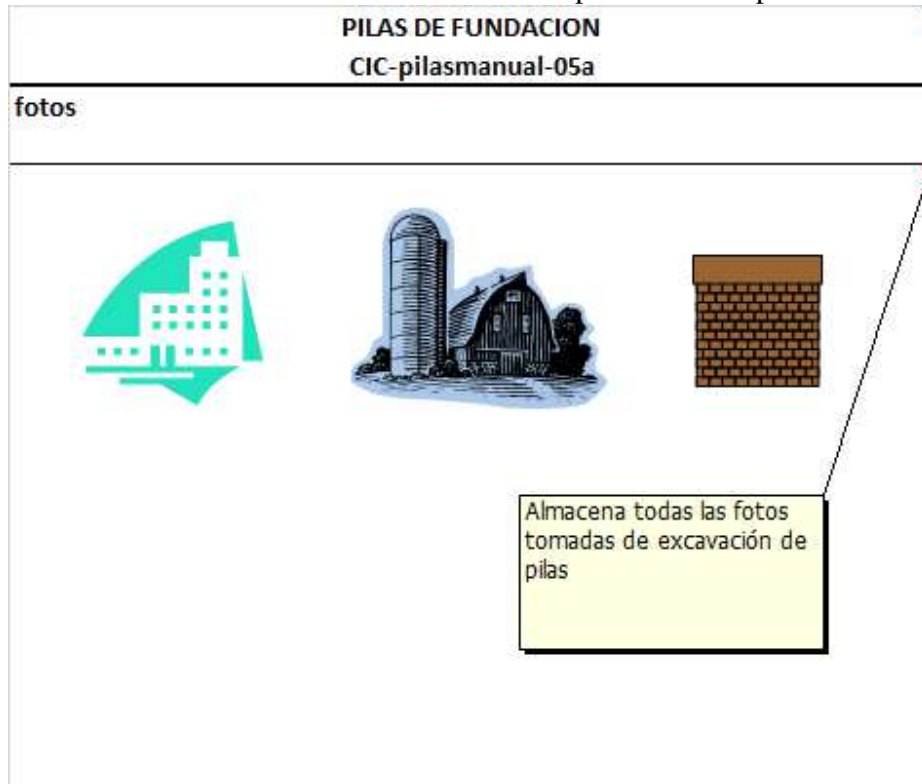 PILAS DE FUNDACION
CIC-pilasmanual-05a
fotos
Almacena todas las fotos
tomadas de excavación de
pilas